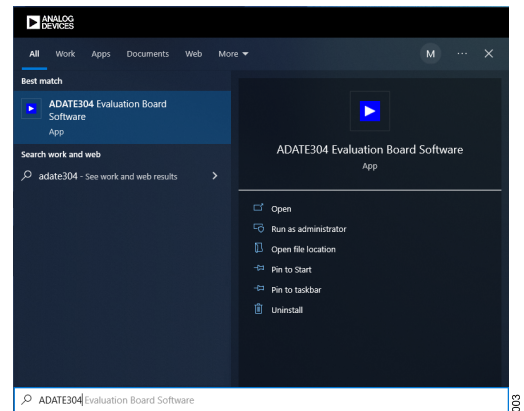 ANALOG
DEVICES
All Work Apps Documents Web More M ...
Best match
ADATE304 Evaluation Board
Software
App
Search work and web
adate304 - See work and web results
ADATE304 Evaluation Board Software
App
Open
Run as administrator
Open file location
Pin to Start
Pin to taskbar
Uninstall
ADATE304 Evaluation Board Software
003